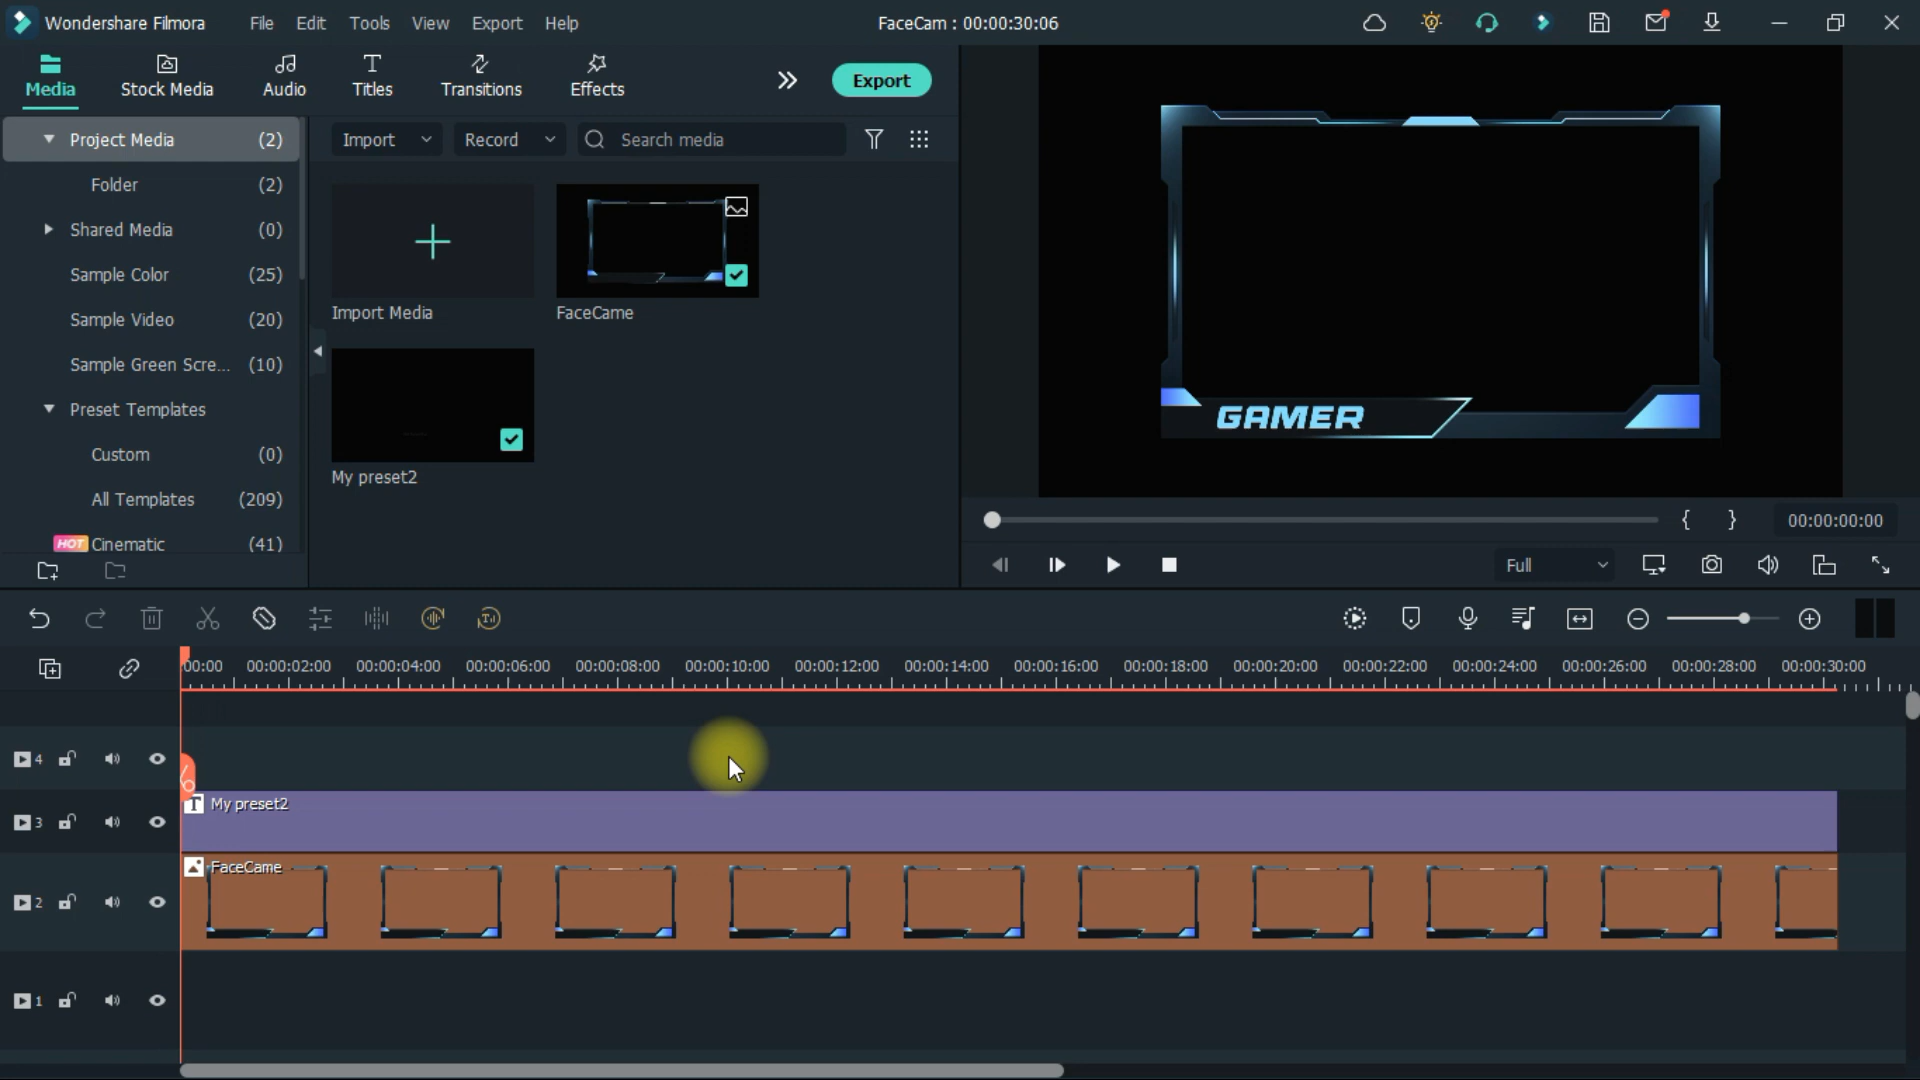 Wondershare Filmora File Edit Tools View Export Help FaceCam : 00:00:30:06
Media Stock Media Audio Titles Transitions Effects Export
Project Media (2)
Folder (2)
Shared Media (0)
Sample Color (25)
Sample Video (20)
Sample Green Scre... (10)
Preset Templates
Custom (0)
All Templates (209)
HOT Cinematic (41)
Import Record Search media
Import Media FaceCame
My preset2
GAMER
00:00:00:00
Full
00:00 00:00:02:00 00:00:04:00 00:00:06:00 00:00:08:00 00:00:10:00 00:00:12:00 00:00:14:00 00:00:16:00 00:00:18:00 00:00:20:00 00:00:22:00 00:00:24:00 00:00:26:00 00:00:28:00 00:00:30:00
4
3 T My preset2
2 FaceCame
1